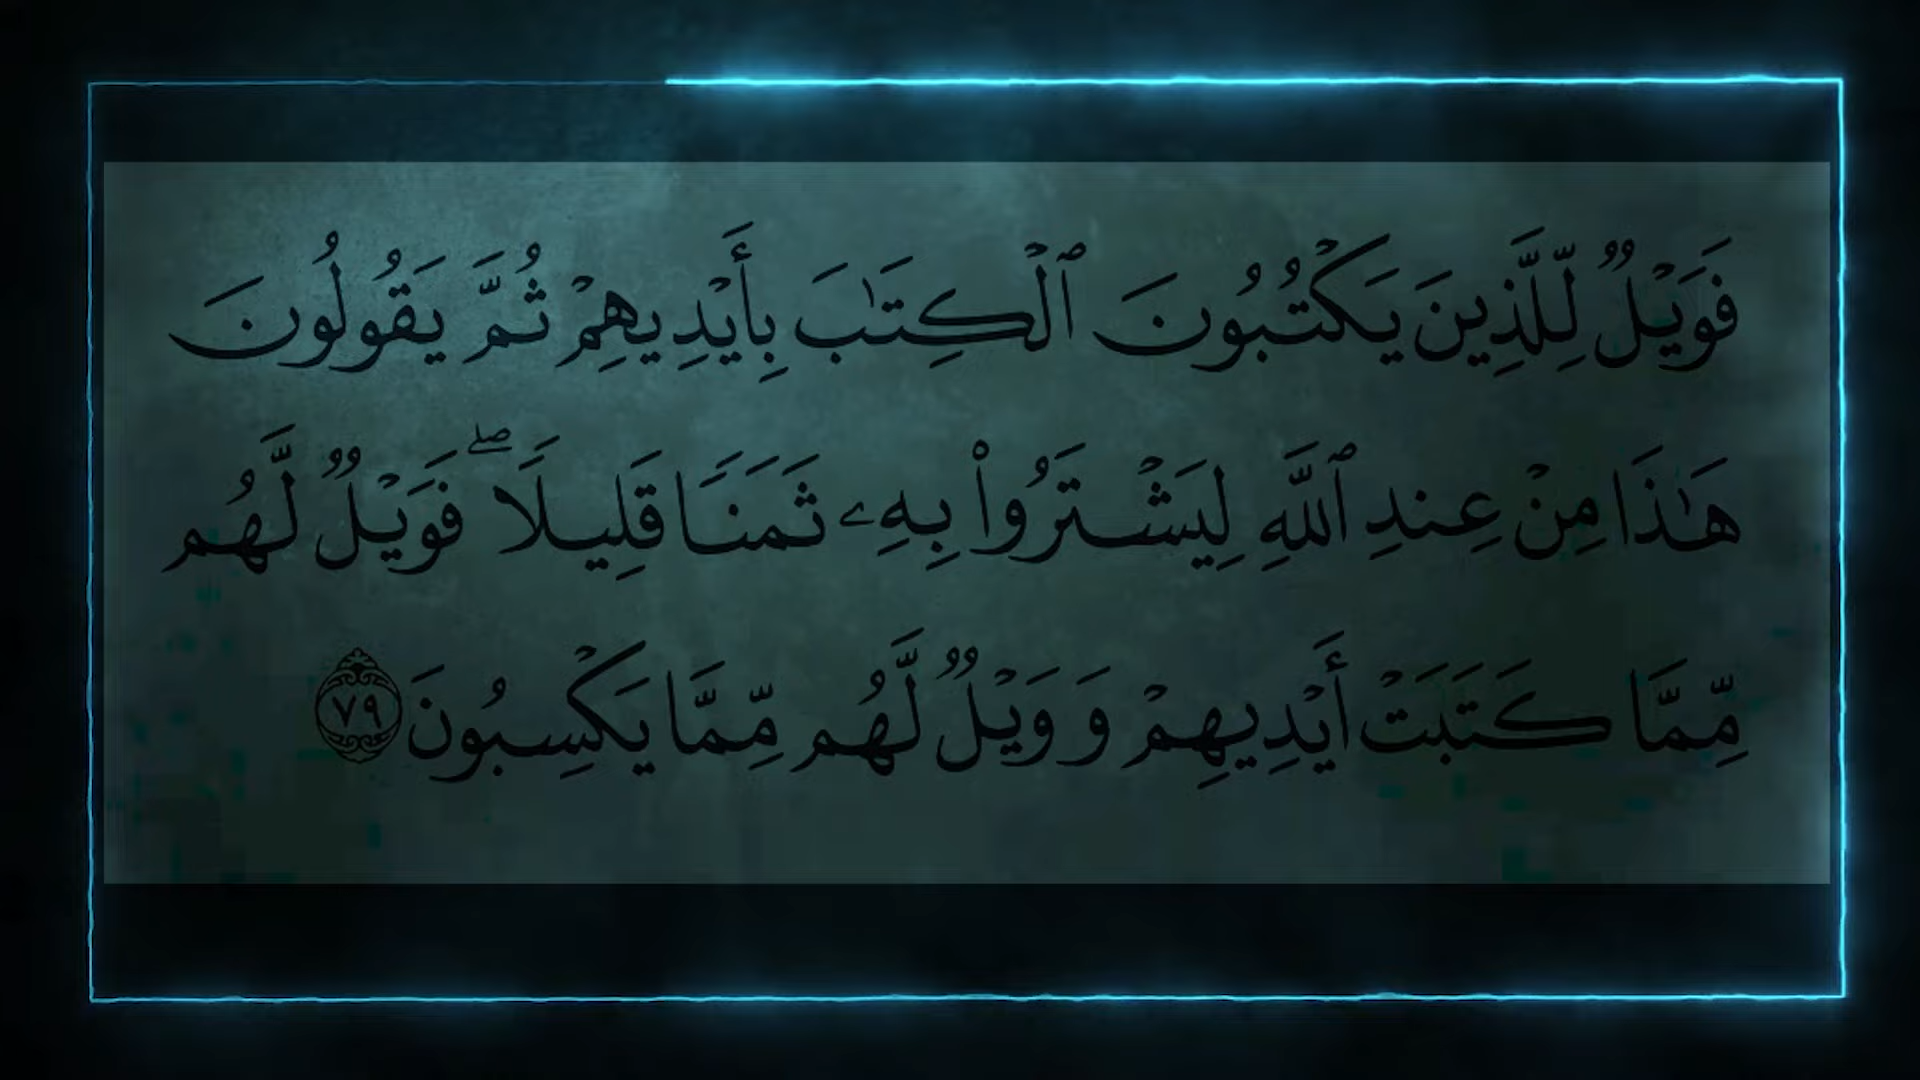 فَوَيْلٌ لِّلَّذِينَ يَكْتُبُونَ ٱلْكِتَٰبَ بِأَيْدِيهِمْ ثُمَّ يَقُولُونَ
هَٰذَا مِنْ عِندِ ٱللَّهِ لِيَشْتَرُوا۟ بِهِۦ ثَمَنًا قَلِيلًا ۖ فَوَيْلٌ لَّهُم
مِّمَّا كَتَبَتْ أَيْدِيهِمْ وَوَيْلٌ لَّهُم مِّمَّا يَكْسِبُونَ ٧٩